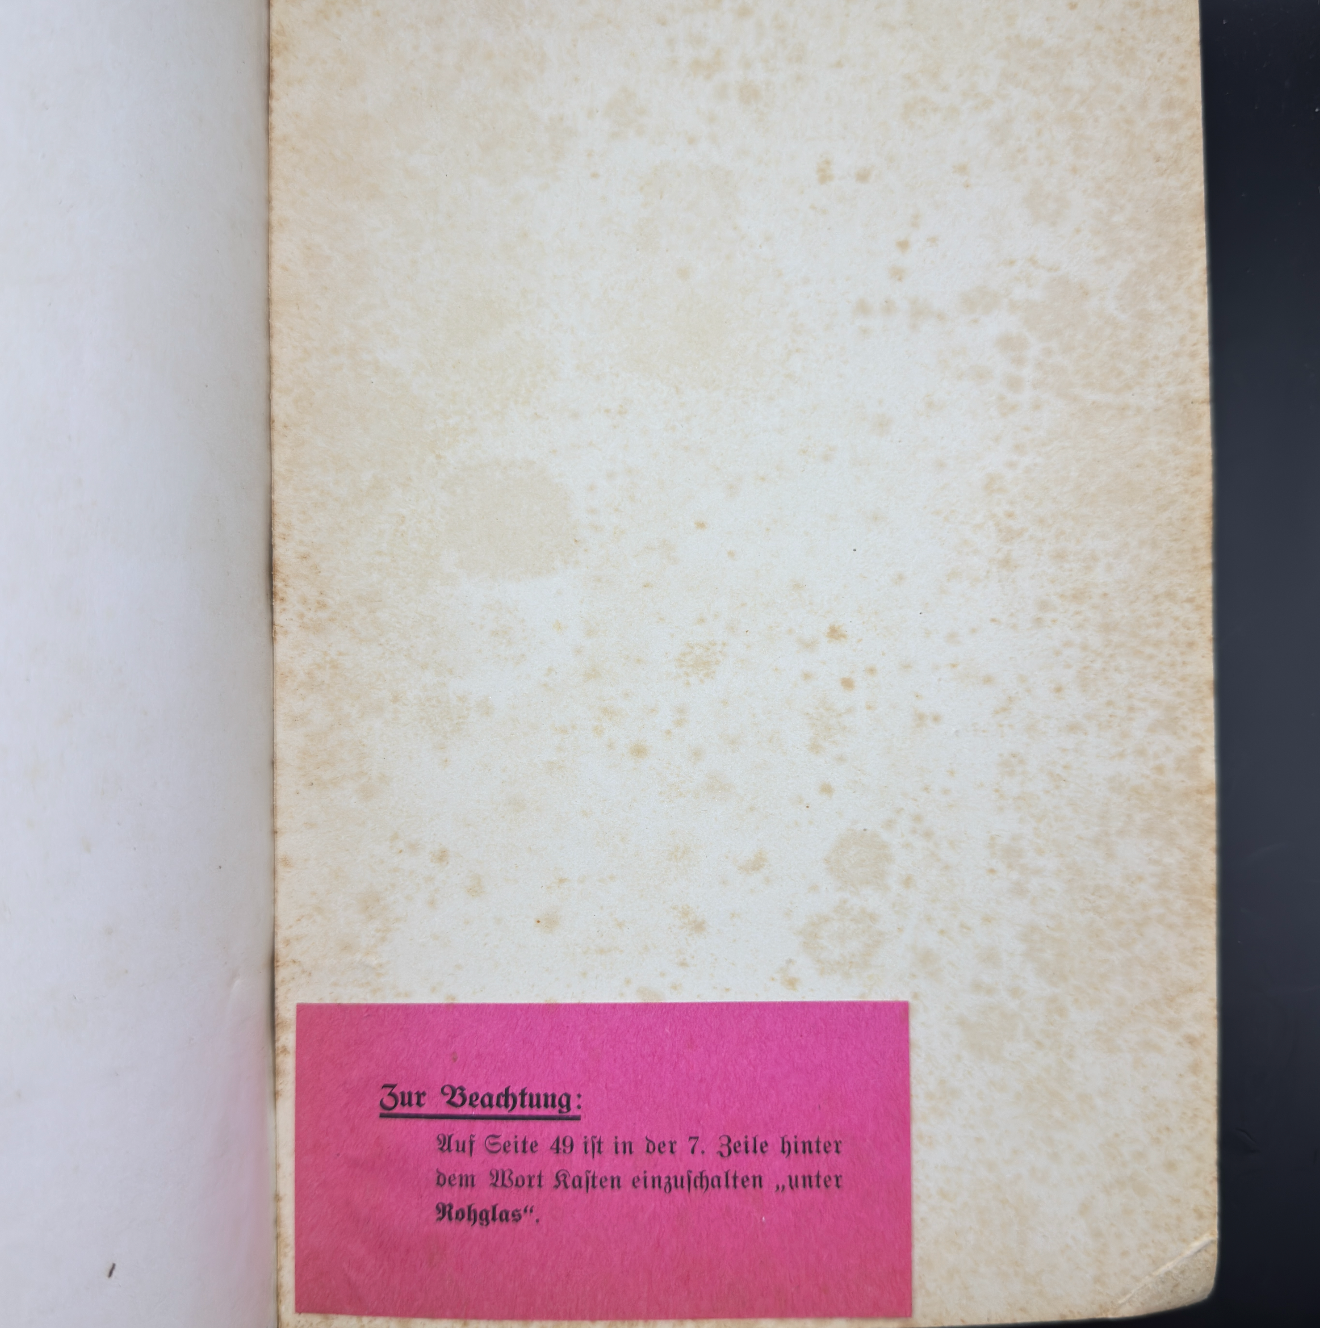 Zur Beachtung:
Auf Seite 49 iſt in der 7. Zeile hinter
dem Wort Kaſten einzuſchalten „unter
Rohglas“.